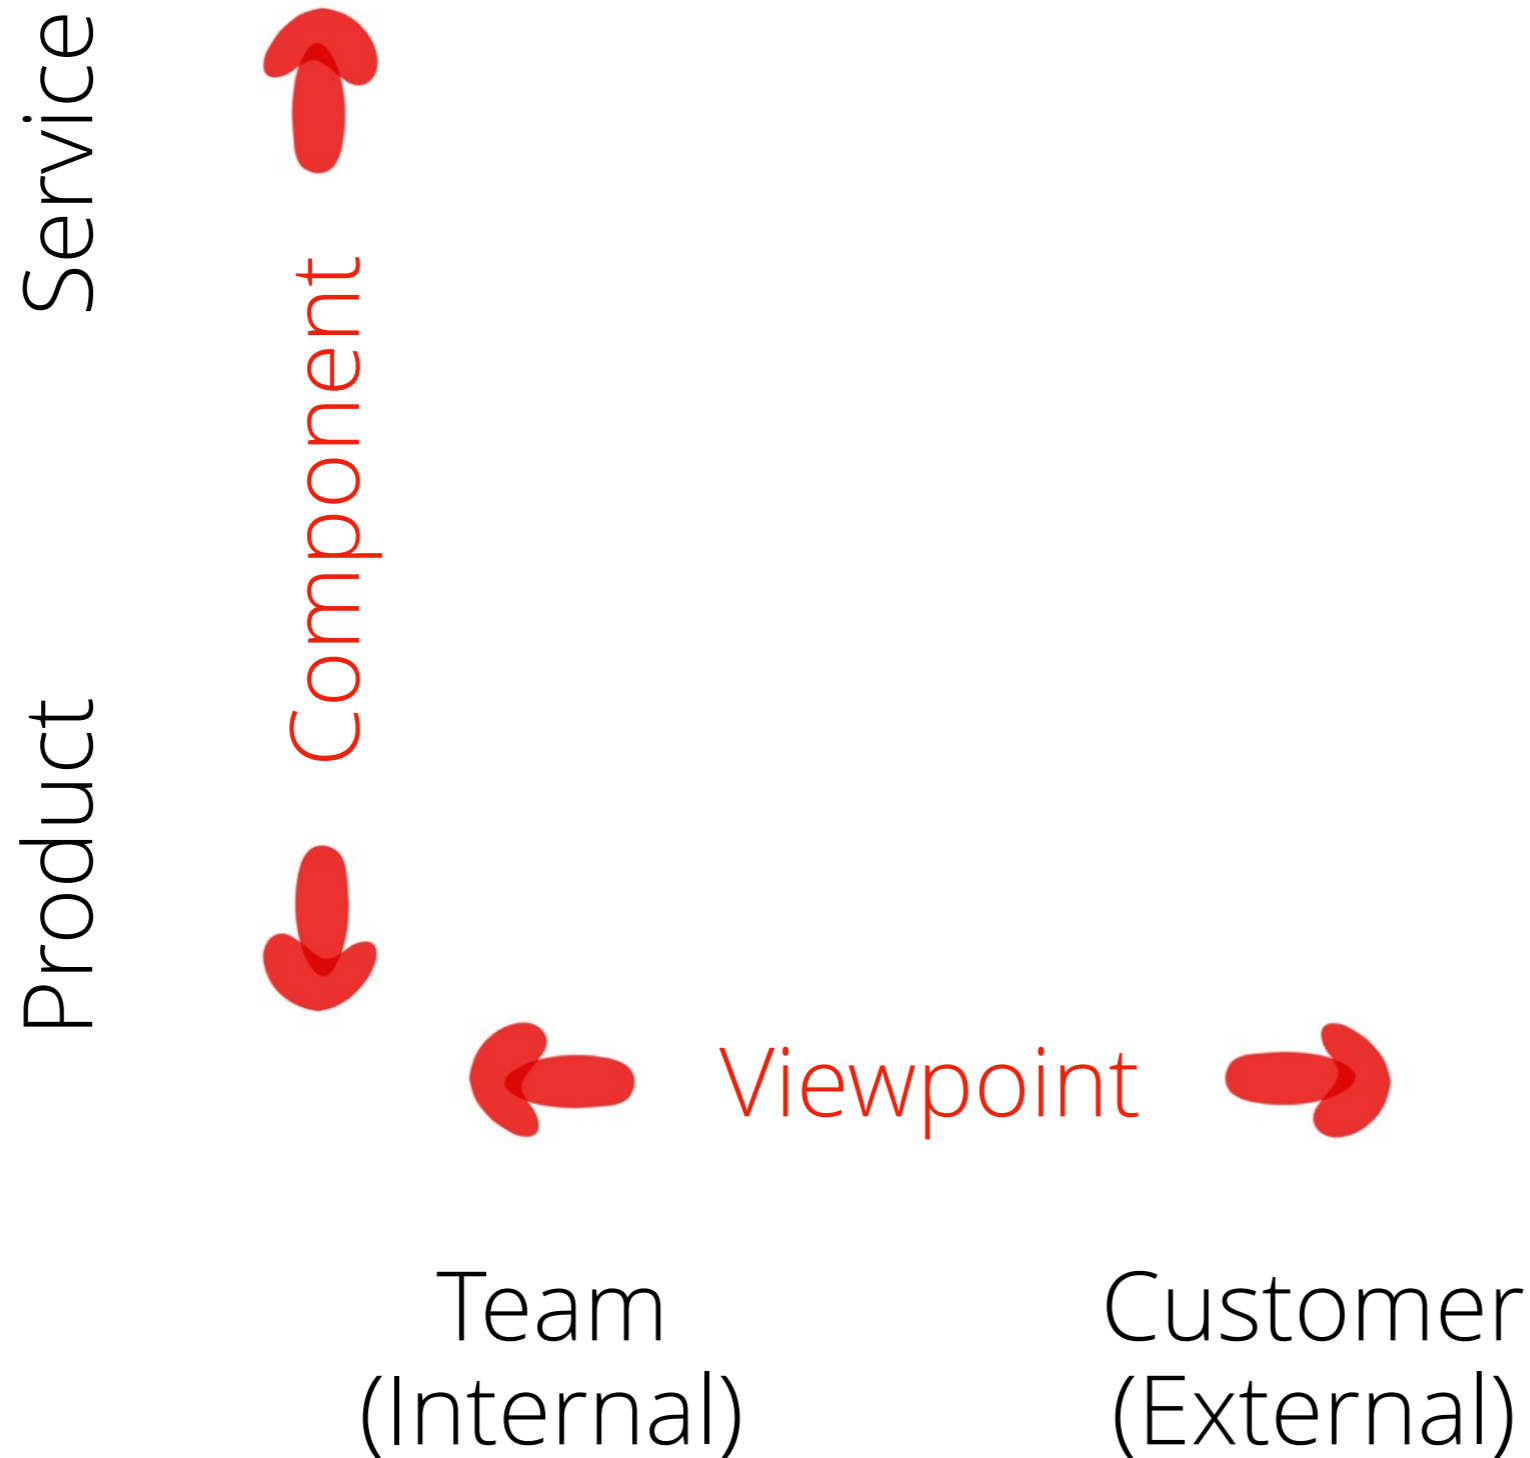 Service
Component
Product
Viewpoint
Team
(Internal)
Customer
(External)